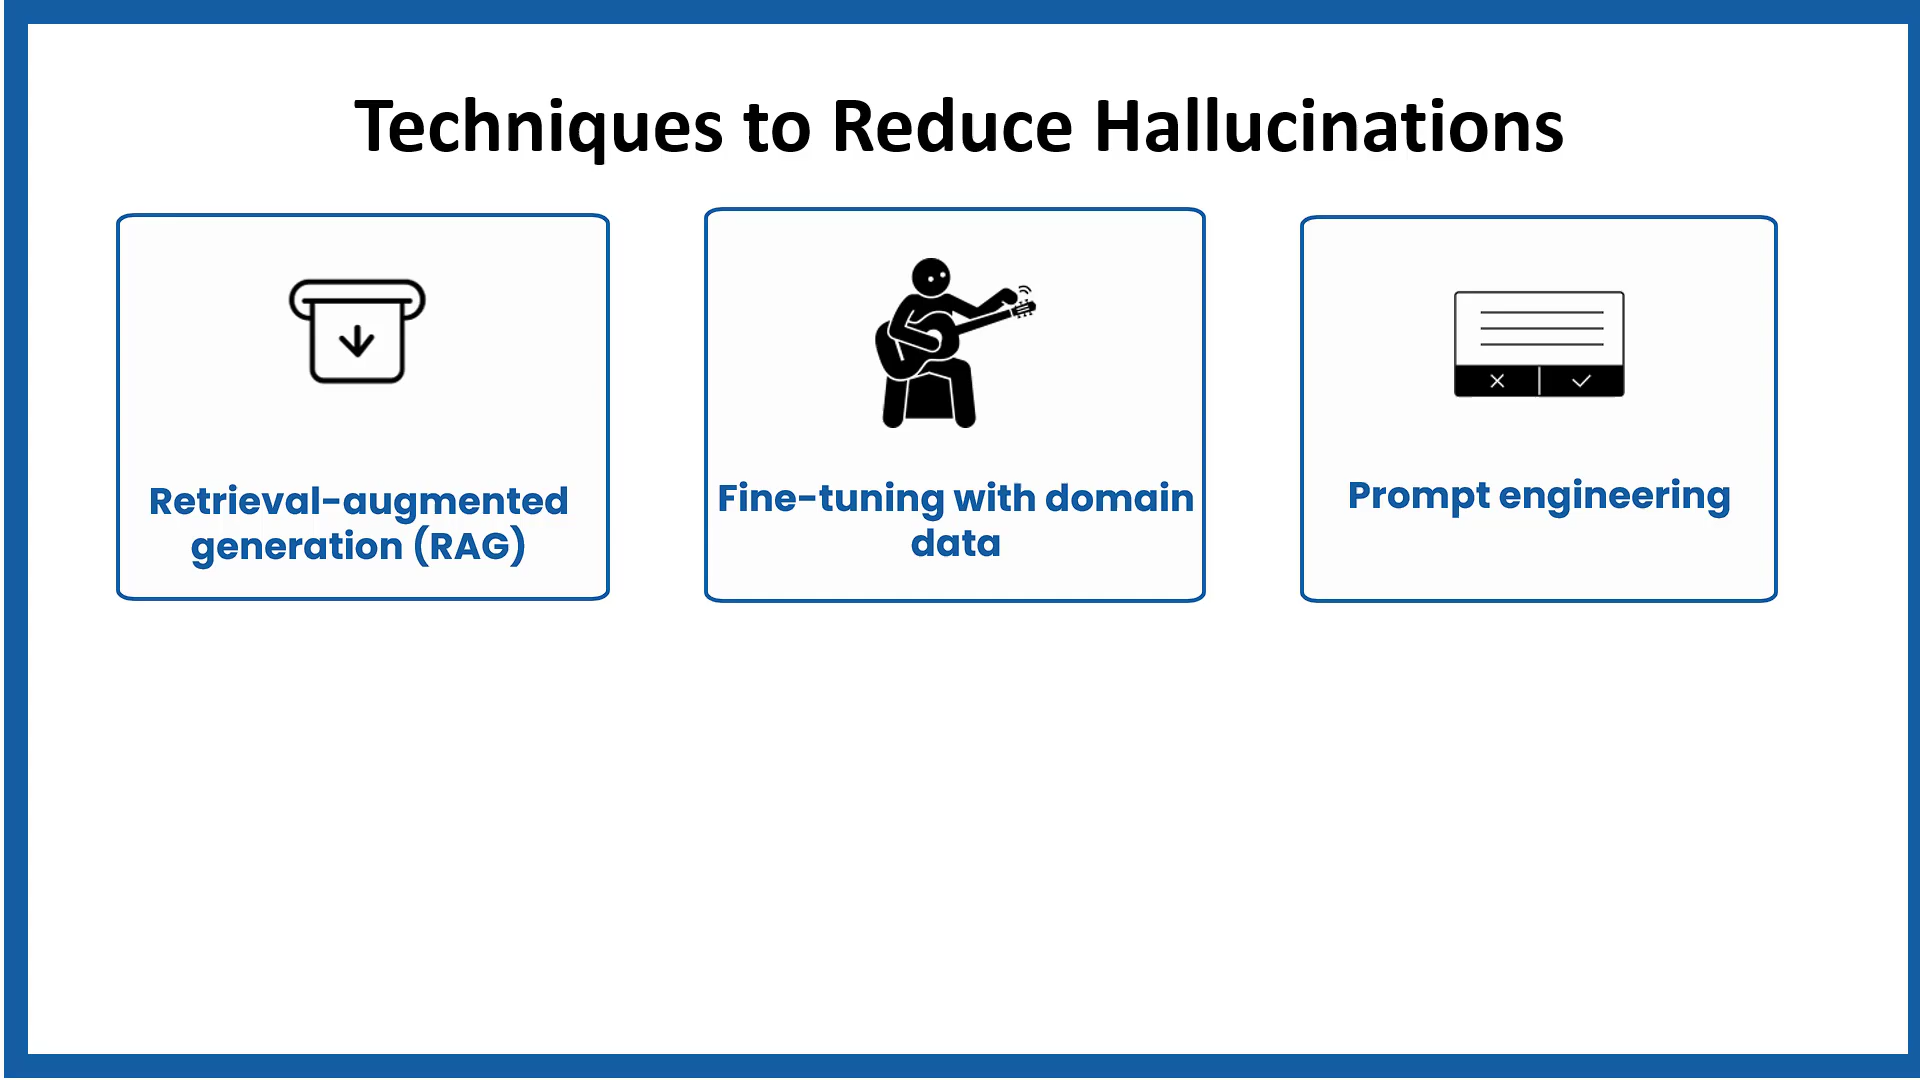 Techniques to Reduce Hallucinations
Retrieval-augmented
generation (RAG)
Fine-tuning with domain
data
Prompt engineering